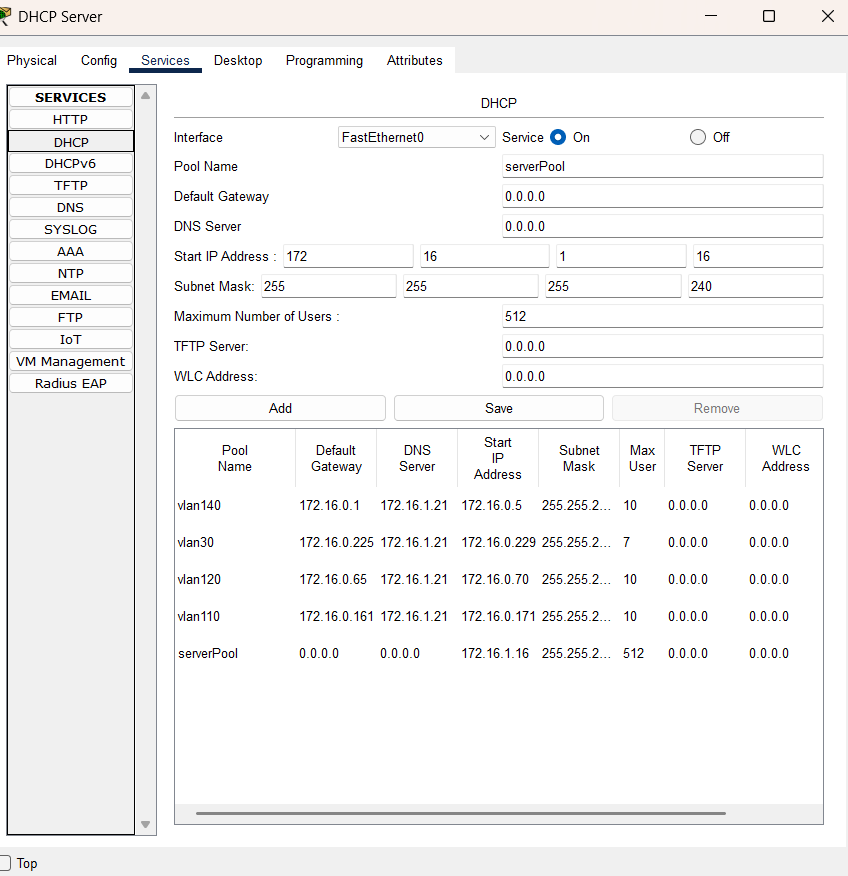 DHCP Server
Physical Config Services Desktop Programming Attributes
SERVICES
HTTP
DHCP
DHCPv6
TFTP
DNS
SYSLOG
AAA
NTP
EMAIL
FTP
IoT
VM Management
Radius EAP
DHCP
Interface FastEthernet0 Service On Off
Pool Name serverPool
Default Gateway 0.0.0.0
DNS Server 0.0.0.0
Start IP Address : 172 16 1 16
Subnet Mask: 255 255 255 240
Maximum Number of Users : 512
TFTP Server: 0.0.0.0
WLC Address: 0.0.0.0
Add Save Remove
Pool Name Default Gateway DNS Server Start IP Address Subnet Mask Max User TFTP Server WLC Address
vlan140 172.16.0.1 172.16.1.21 172.16.0.5 255.255.2... 10 0.0.0.0 0.0.0.0
vlan30 172.16.0.225 172.16.1.21 172.16.0.229 255.255.2... 7 0.0.0.0 0.0.0.0
vlan120 172.16.0.65 172.16.1.21 172.16.0.70 255.255.2... 10 0.0.0.0 0.0.0.0
vlan110 172.16.0.161 172.16.1.21 172.16.0.171 255.255.2... 10 0.0.0.0 0.0.0.0
serverPool 0.0.0.0 0.0.0.0 172.16.1.16 255.255.2... 512 0.0.0.0 0.0.0.0
Top